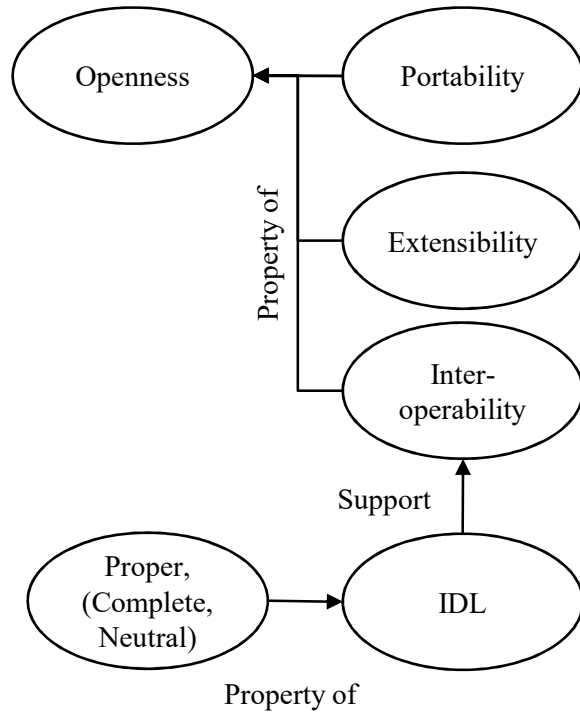 Openness
Portability
Extensibility
Property of
Inter-
operability
Support
Proper,
(Complete,
Neutral)
IDL
Property of